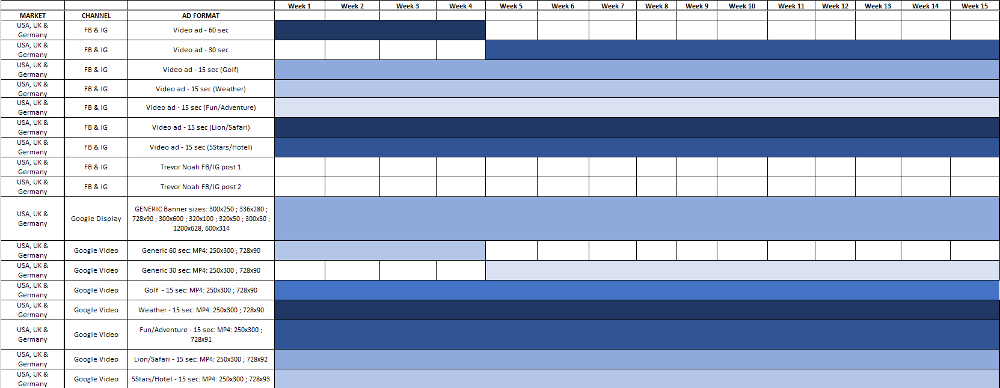 Week 1 Week 2 Week 3 Week 4 Week 5 Week 6 Week 7 Week 8 Week 9 Week 10 Week 11 Week 12 Week 13 Week 14 Week 15
MARKET CHANNEL AD FORMAT
USA, UK &
Germany
FB & IG
Video ad - 60 sec
USA, UK &
Germany
FB & IG
Video ad - 30 sec
USA, UK &
Germany
FB & IG
Video ad - 15 sec (Golf)
USA, UK &
Germany
FB & IG
Video ad - 15 sec (Weather)
USA, UK &
Germany
FB & IG
Video ad - 15 sec (Fun/Adventure)
USA, UK &
Germany
FB & IG
Video ad - 15 sec (Lion/Safari)
USA, UK &
Germany
FB & IG
Video ad - 15 sec (5Stars/Hotel)
USA, UK &
Germany
FB & IG
Trevor Noah FB/IG post 1
USA, UK &
Germany
FB & IG
Trevor Noah FB/IG post 2
USA, UK &
Germany
Google Display
GENERIC Banner sizes: 300x250 ; 336x280 ;
728x90 ; 300x600 ; 320x100 ; 320x50 ; 300x50 ;
1200x628, 600x314
USA, UK &
Germany
Google Video
Generic 60 sec: MP4: 250x300 ; 728x90
USA, UK &
Germany
Google Video
Generic 30 sec: MP4: 250x300 ; 728x90
USA, UK &
Germany
Google Video
Golf - 15 sec: MP4: 250x300 ; 728x90
USA, UK &
Germany
Google Video
Weather - 15 sec: MP4: 250x300 ; 728x90
USA, UK &
Germany
Google Video
Fun/Adventure - 15 sec: MP4: 250x300 ;
728x91
USA, UK &
Germany
Google Video
Lion/Safari - 15 sec: MP4: 250x300 ; 728x92
USA, UK &
Germany
Google Video
5Stars/Hotel - 15 sec: MP4: 250x300 ; 728x93